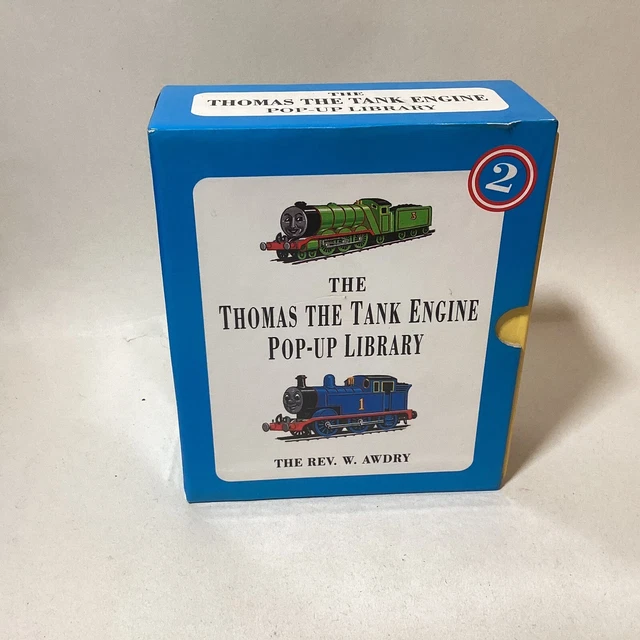 THE
THOMAS THE TANK ENGINE
POP-UP LIBRARY
2
3
THE
THOMAS THE TANK ENGINE
POP-UP LIBRARY
1
THE REV. W. AWDRY